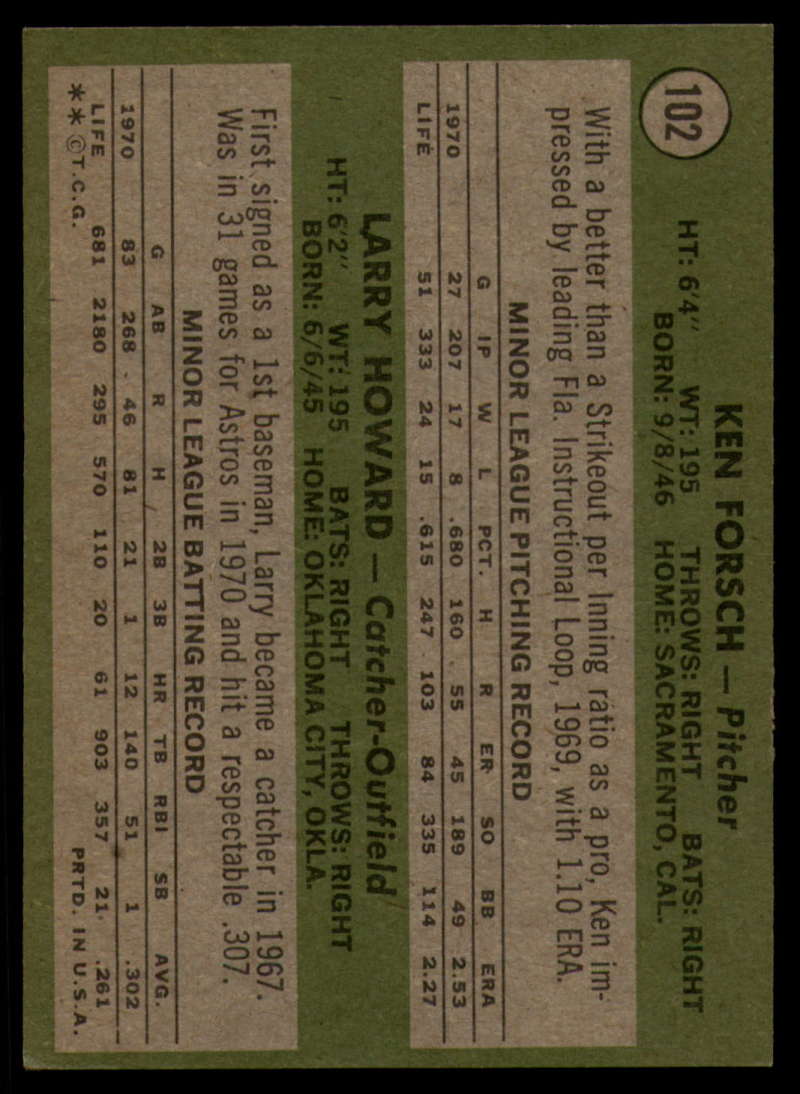 102
KEN FORSCH — Pitcher
HT: 6'4" WT: 195 THROWS: RIGHT BATS: RIGHT
BORN: 9/8/46 HOME: SACRAMENTO, CAL.
With a better than a Strikeout per Inning ratio as a pro, Ken im-
pressed by leading Fla. Instructional Loop, 1969, with 1.10 ERA.
MINOR LEAGUE PITCHING RECORD
G IP W L PCT. H R ER SO BB ERA
1970 27 207 17 8 .680 160 55 45 189 49 2.53
LIFE 51 333 24 15 .615 247 103 84 335 114 2.27
LARRY HOWARD — Catcher-Outfield
HT: 6'2" WT: 195 BATS: RIGHT THROWS: RIGHT
BORN: 6/6/45 HOME: OKLAHOMA CITY, OKLA.
First signed as a 1st baseman, Larry became a catcher in 1967.
Was in 31 games for Astros in 1970 and hit a respectable .307.
MINOR LEAGUE BATTING RECORD
G AB R H 2B 3B HR TB RBI SB AVG.
1970 83 268 46 81 21 1 12 140 51 1 .302
LIFE 681 2180 295 570 110 20 61 903 357 21 .261
**©T.C.G. PRTD. IN U.S.A.